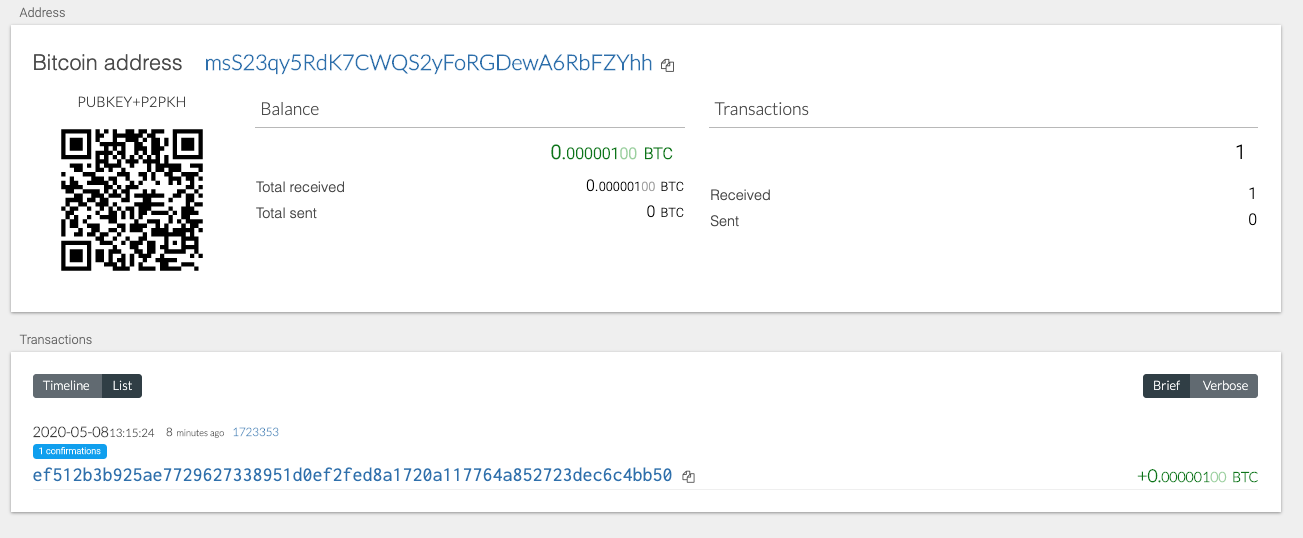 Address
Bitcoin address msS23qy5RdK7CWQS2yFoRGDewA6RbFZYhh
PUBKEY+P2PKH
Balance
0.00000100 BTC
Total received 0.00000100 BTC
Total sent 0 BTC
Transactions
1
Received 1
Sent 0
Transactions
Timeline List Brief Verbose
2020-05-08 13:15:24 8 minutes ago 1723353
1 confirmations
ef512b3b925ae7729627338951d0ef2fed8a1720a117764a852723dec6c4bb50 +0.00000100 BTC